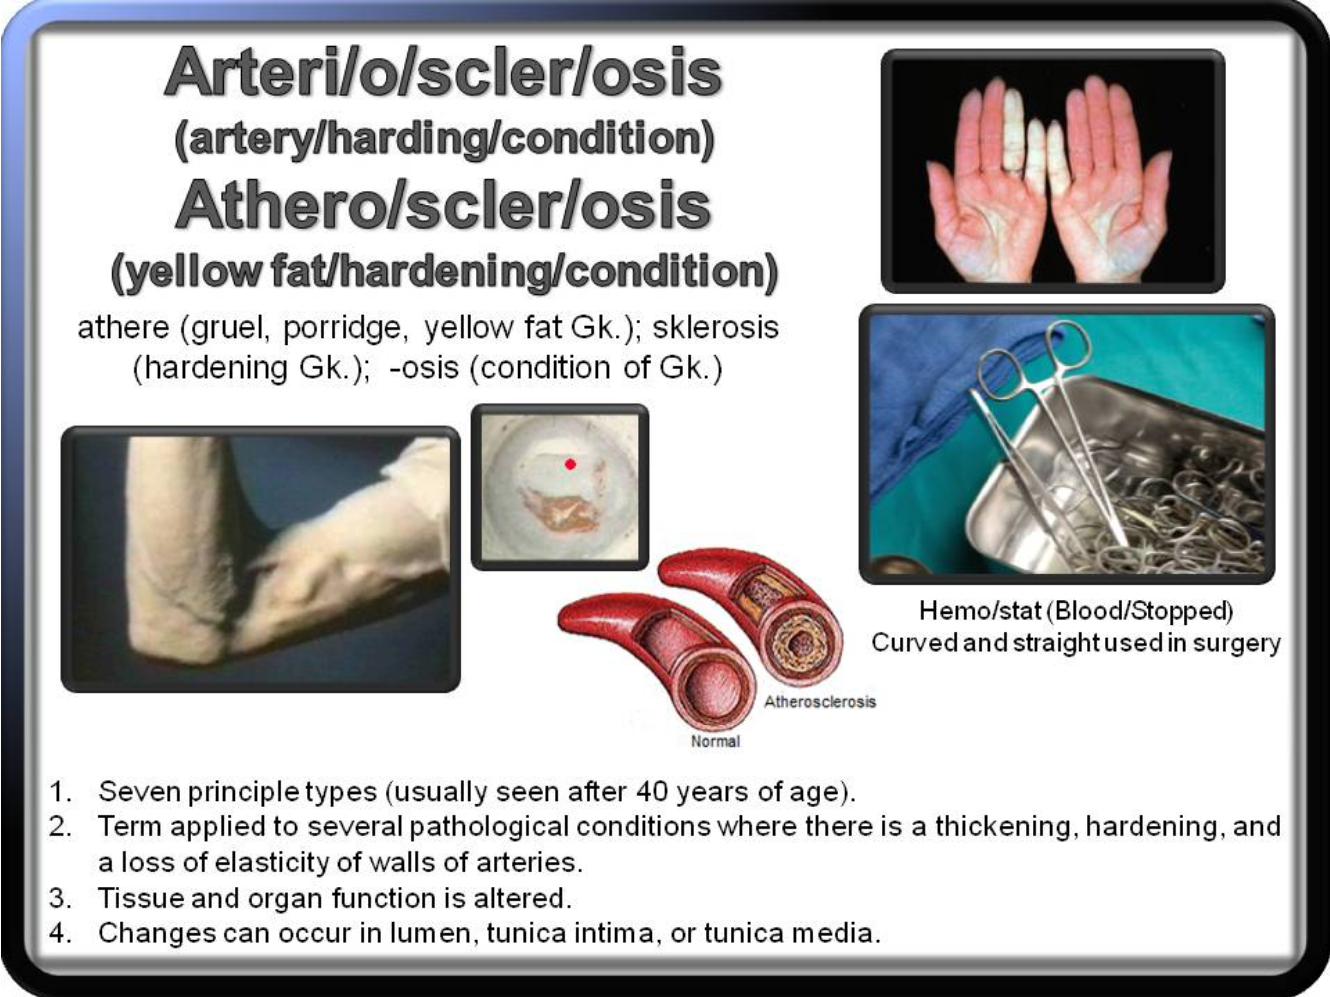 Arteri/o/scler/osis
(artery/harding/condition)
Athero/scler/osis
(yellow fat/hardening/condition)
athere (gruel, porridge, yellow fat Gk.); sklerosis
(hardening Gk.); -osis (condition of Gk.)
Hemo/stat (Blood/Stopped)
Curved and straight used in surgery
Atherosclerosis
Normal
1. Seven principle types (usually seen after 40 years of age).
2. Term applied to several pathological conditions where there is a thickening, hardening, and
a loss of elasticity of walls of arteries.
3. Tissue and organ function is altered.
4. Changes can occur in lumen, tunica intima, or tunica media.